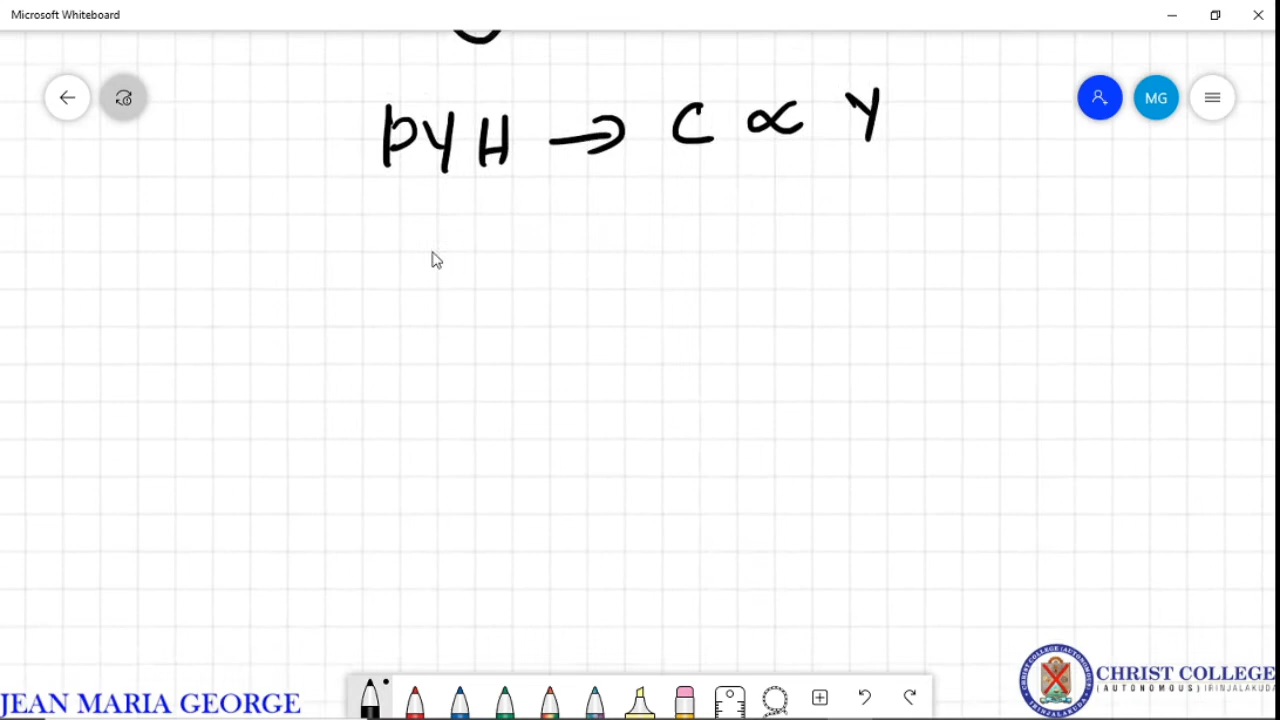 Microsoft Whiteboard
MG
PYH → C ∝ Y
JEAN MARIA GEORGE
CHRIST COLLEGE
(AUTONOMOUS) IRINJALAKUDA